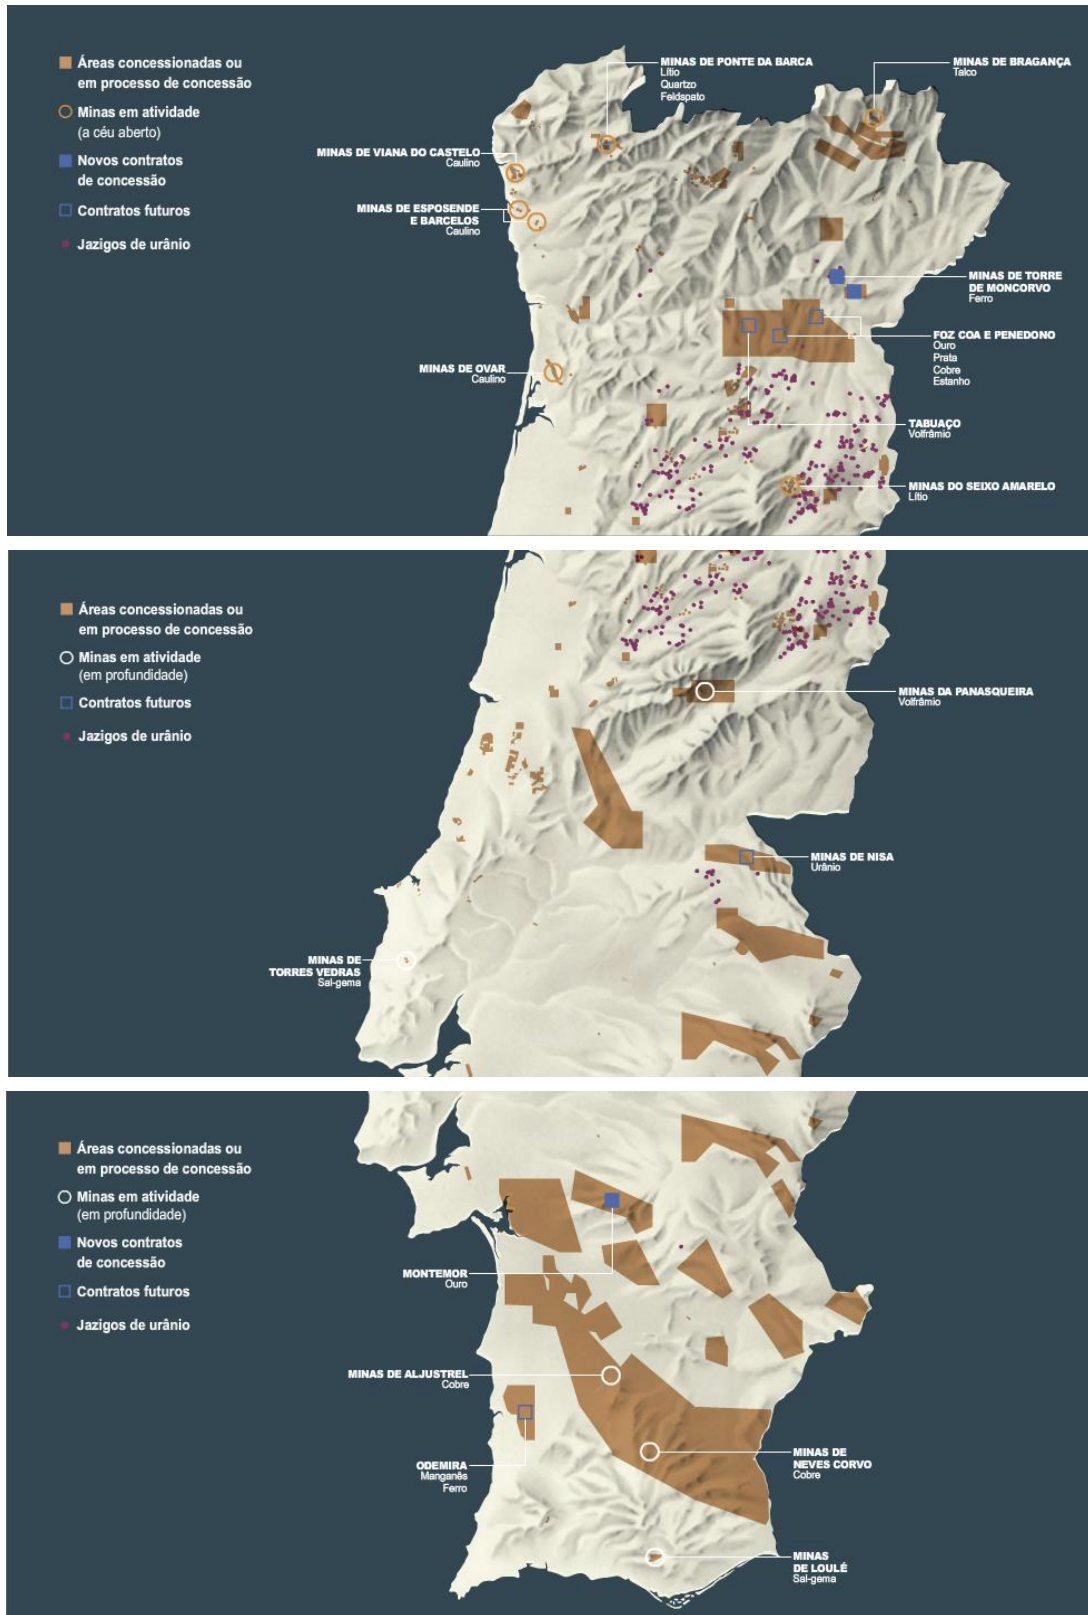 Áreas concessionadas ou
em processo de concessão
Minas em atividade
(a céu aberto)
Novos contratos
de concessão
Contratos futuros
Jazigos de urânio
MINAS DE PONTE DA BARCA
Lítio
Quartzo
Feldspato
MINAS DE BRAGANÇA
Talco
MINAS DE VIANA DO CASTELO
Caulino
MINAS DE ESPOSENDE
E BARCELOS
Caulino
MINAS DE TORRE
DE MONCORVO
Ferro
FOZ COA E PENEDONO
Ouro
Prata
Cobre
Estanho
MINAS DE OVAR
Caulino
TABUAÇO
Volfrâmio
MINAS DO SEIXO AMARELO
Lítio
Áreas concessionadas ou
em processo de concessão
Minas em atividade
(em profundidade)
Contratos futuros
Jazigos de urânio
MINAS DA PANASQUEIRA
Volfrâmio
MINAS DE NISA
Urânio
MINAS DE
TORRES VEDRAS
Sal-gema
Áreas concessionadas ou
em processo de concessão
Minas em atividade
(em profundidade)
Novos contratos
de concessão
Contratos futuros
Jazigos de urânio
MONTEMOR
Ouro
MINAS DE ALJUSTREL
Cobre
ODEMIRA
Manganês
Ferro
MINAS DE
NEVES CORVO
Cobre
MINAS
DE LOULÉ
Sal-gema